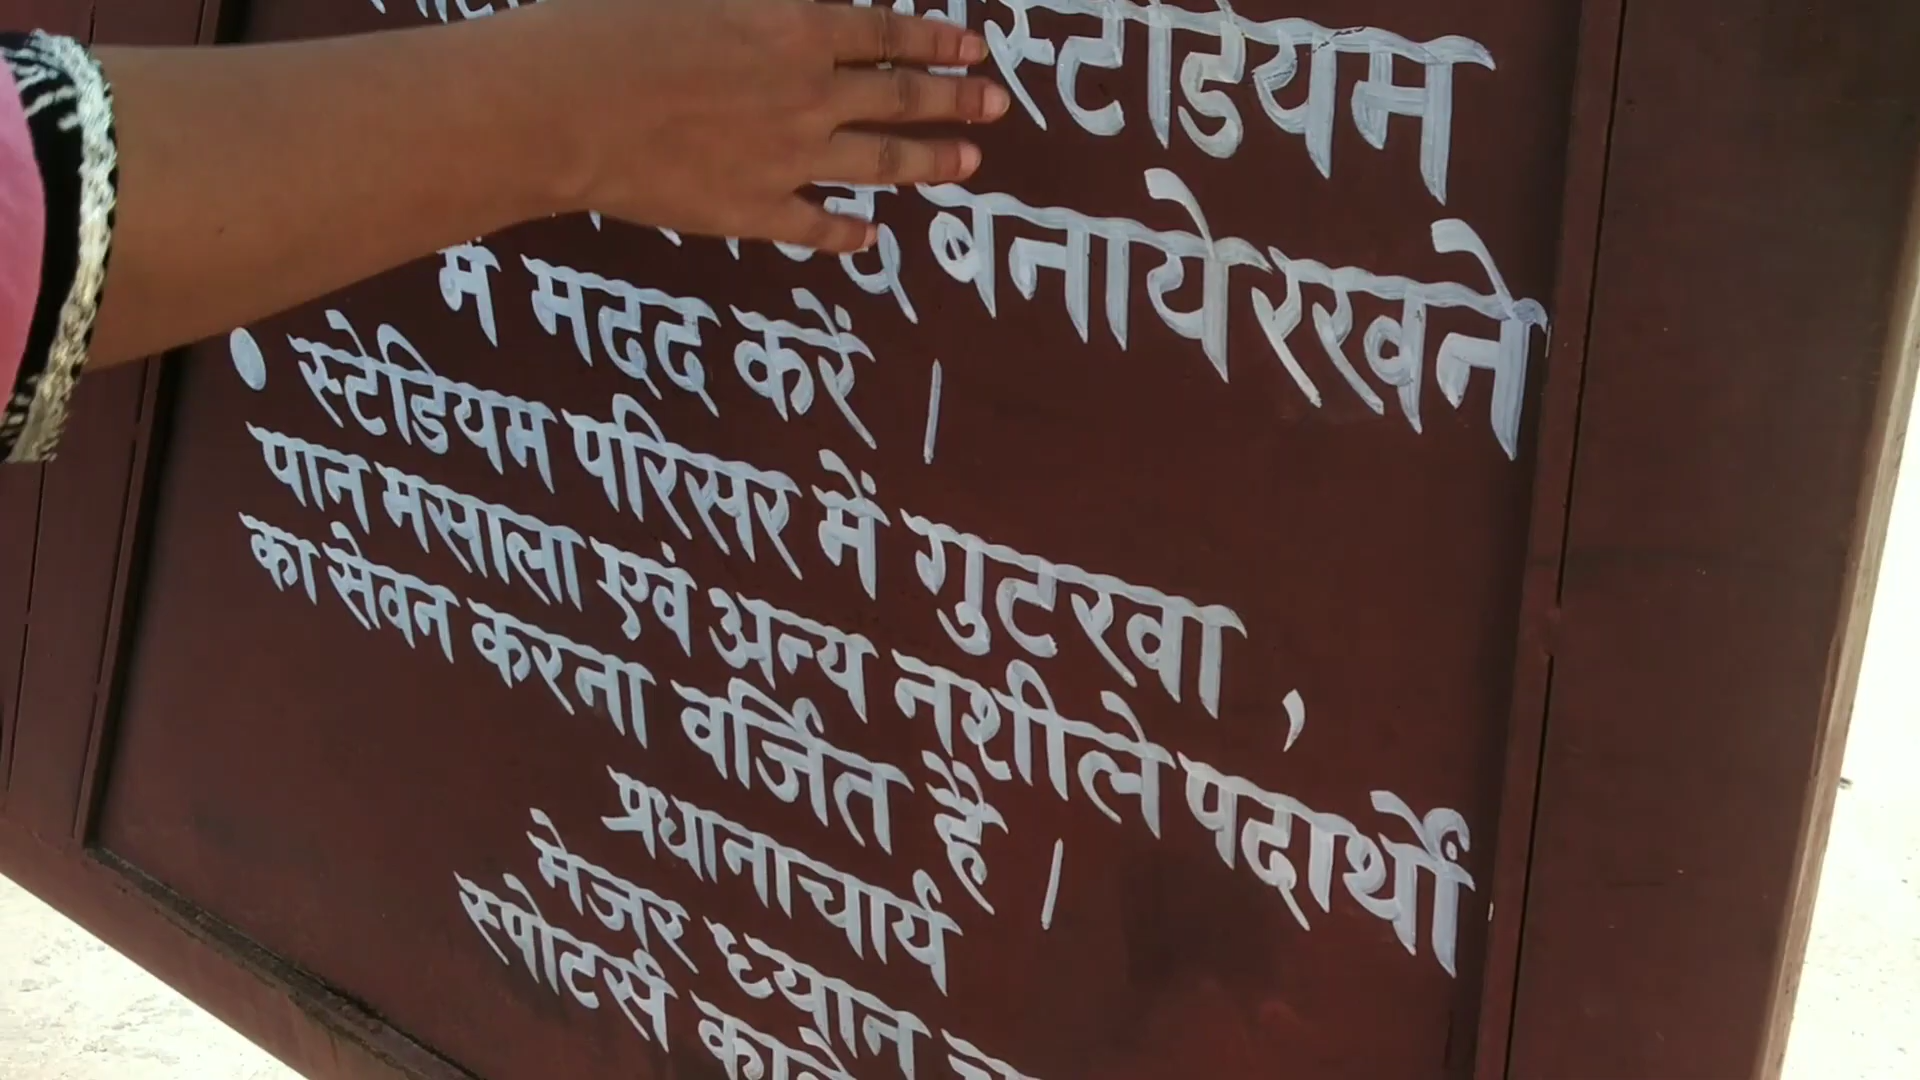 स्टेडियम
बनाये रखने
में मदद करें ।
• स्टेडियम परिसर में गुटखा ,
पान मसाला एवं अन्य नशीले पदार्थों
का सेवन करना वर्जित है ।
प्रधानाचार्य
मेजर ध्यान
स्पोटर्स